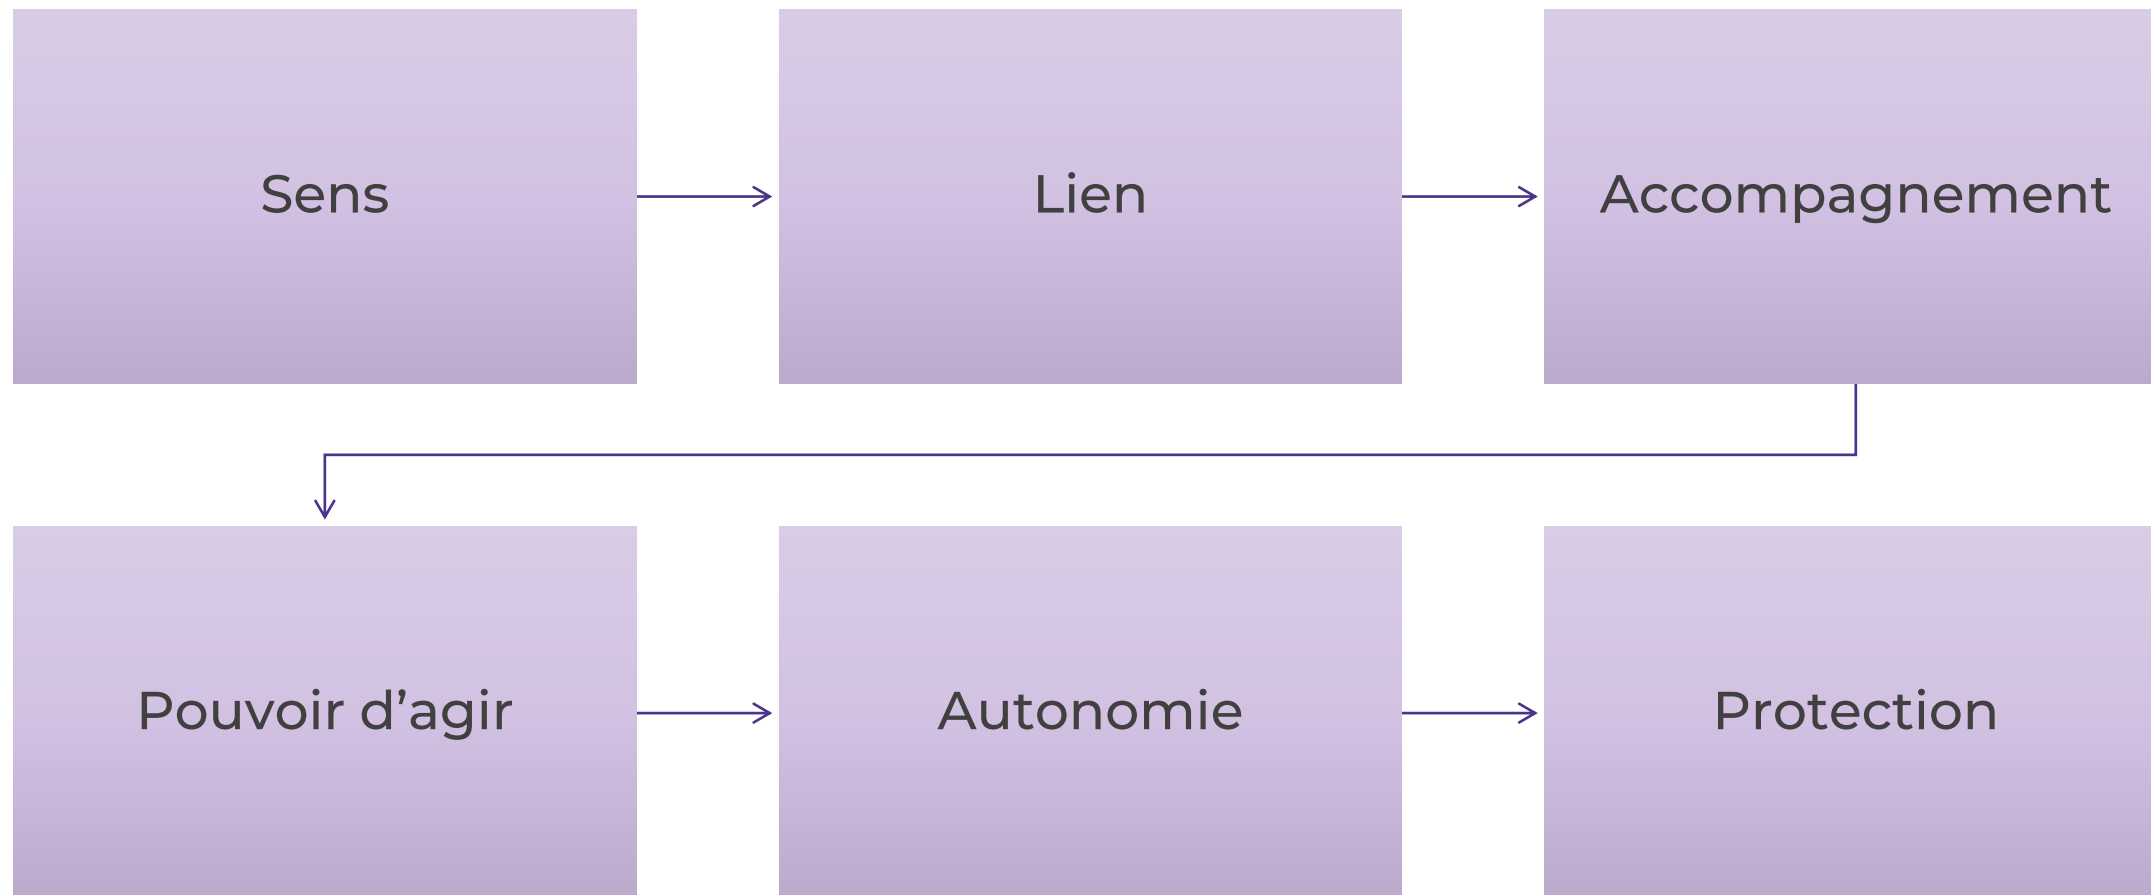 Sens
Lien
Accompagnement
Pouvoir d’agir
Autonomie
Protection